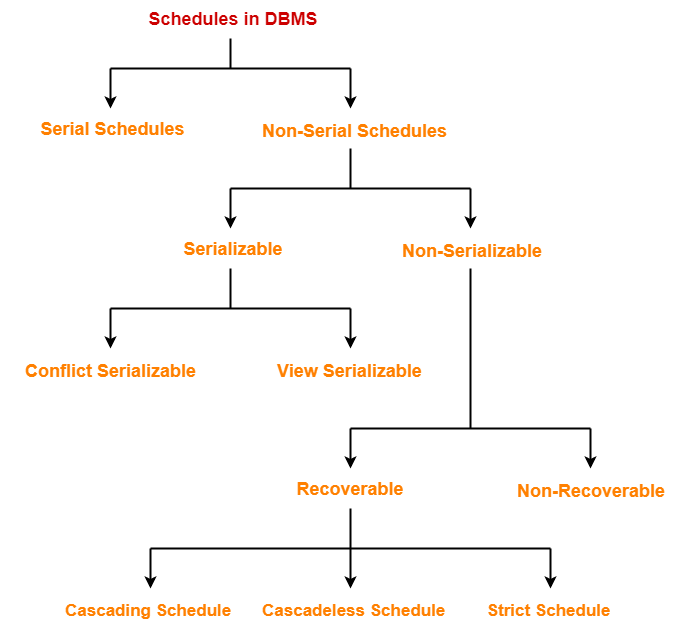 Schedules in DBMS
Serial Schedules
Non-Serial Schedules
Serializable
Non-Serializable
Conflict Serializable
View Serializable
Recoverable
Non-Recoverable
Cascading Schedule
Cascadeless Schedule
Strict Schedule